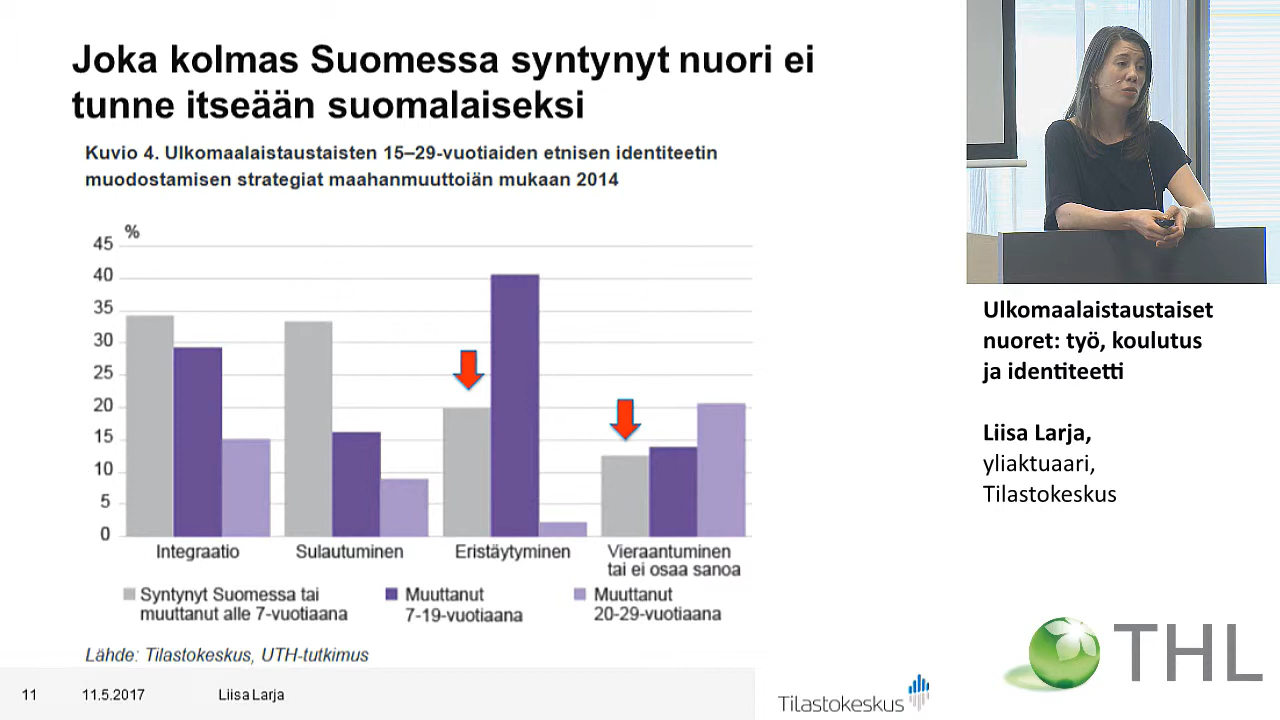 Joka kolmas Suomessa syntynyt nuori ei
tunne itseään suomalaiseksi
Kuvio 4. Ulkomaalaistaustaisten 15–29-vuotiaiden etnisen identiteetin
muodostamisen strategiat maahanmuuttoiän mukaan 2014
%
45
40
35
30
25
20
15
10
5
0
Integraatio
Sulautuminen
Eristäytyminen
Vieraantuminen
tai ei osaa sanoa
Syntynyt Suomessa tai
muuttanut alle 7-vuotiaana
Muuttanut
7-19-vuotiaana
Muuttanut
20-29-vuotiaana
Lähde: Tilastokeskus, UTH-tutkimus
11 11.5.2017 Liisa Larja
Tilastokeskus
Ulkomaalaistaustaiset
nuoret: työ, koulutus
ja identiteetti
Liisa Larja,
yliaktuaari,
Tilastokeskus
THL